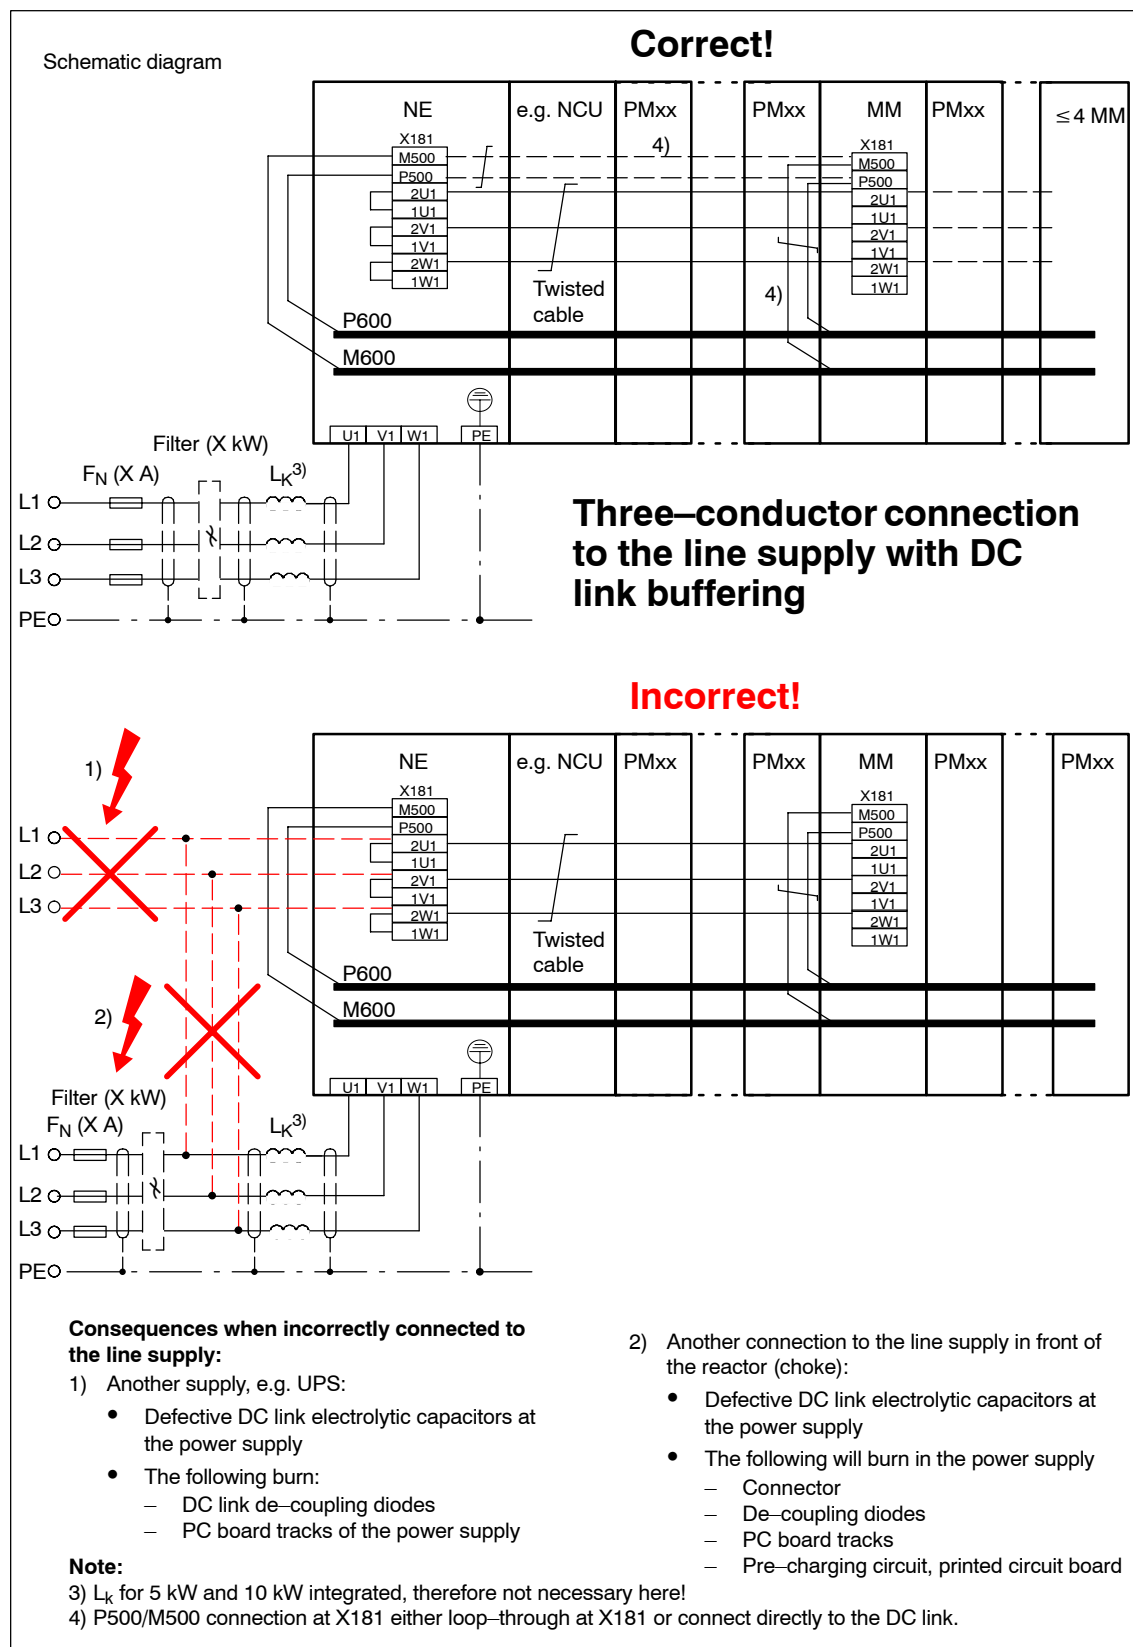 Correct!
Schematic diagram
NE
e.g. NCU
PMxx
PMxx
MM
PMxx
≤ 4 MM
X181
M500
P500
2U1
1U1
2V1
1V1
2W1
1W1
4)
X181
M500
P500
2U1
1U1
2V1
1V1
2W1
1W1
Twisted
cable
4)
P600
M600
U1
V1
W1
PE
Filter (X kW)
FN (X A)
LK3)
L1
L2
L3
PE
Three–conductor connection
to the line supply with DC
link buffering
Incorrect!
NE
e.g. NCU
PMxx
PMxx
MM
PMxx
PMxx
1)
X181
M500
P500
2U1
1U1
2V1
1V1
2W1
1W1
X181
M500
P500
2U1
1U1
2V1
1V1
2W1
1W1
L1
L2
L3
Twisted
cable
P600
M600
2)
U1
V1
W1
PE
Filter (X kW)
FN (X A)
LK3)
L1
L2
L3
PE
Consequences when incorrectly connected to
the line supply:
1) Another supply, e.g. UPS:
• Defective DC link electrolytic capacitors at
the power supply
• The following burn:
– DC link de–coupling diodes
– PC board tracks of the power supply
2) Another connection to the line supply in front of
the reactor (choke):
• Defective DC link electrolytic capacitors at
the power supply
• The following will burn in the power supply
– Connector
– De–coupling diodes
– PC board tracks
– Pre–charging circuit, printed circuit board
Note:
3) Lk for 5 kW and 10 kW integrated, therefore not necessary here!
4) P500/M500 connection at X181 either loop–through at X181 or connect directly to the DC link.